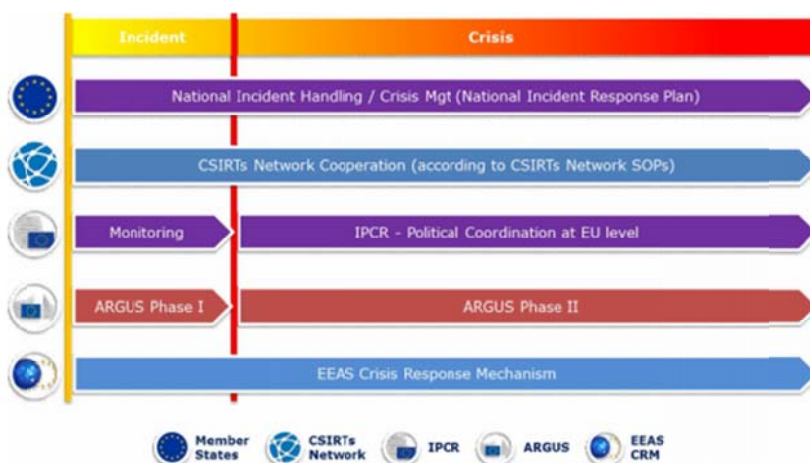 Incident
Crisis
National Incident Handling / Crisis Mgt (National Incident Response Plan)
CSIRTs Network Cooperation (according to CSIRTs Network SOPs)
Monitoring
IPCR – Political Coordination at EU level
ARGUS Phase I
ARGUS Phase II
EEAS Crisis Response Mechanism
Member
States
CSIRTs
Network
IPCR
ARGUS
EEAS
CRM